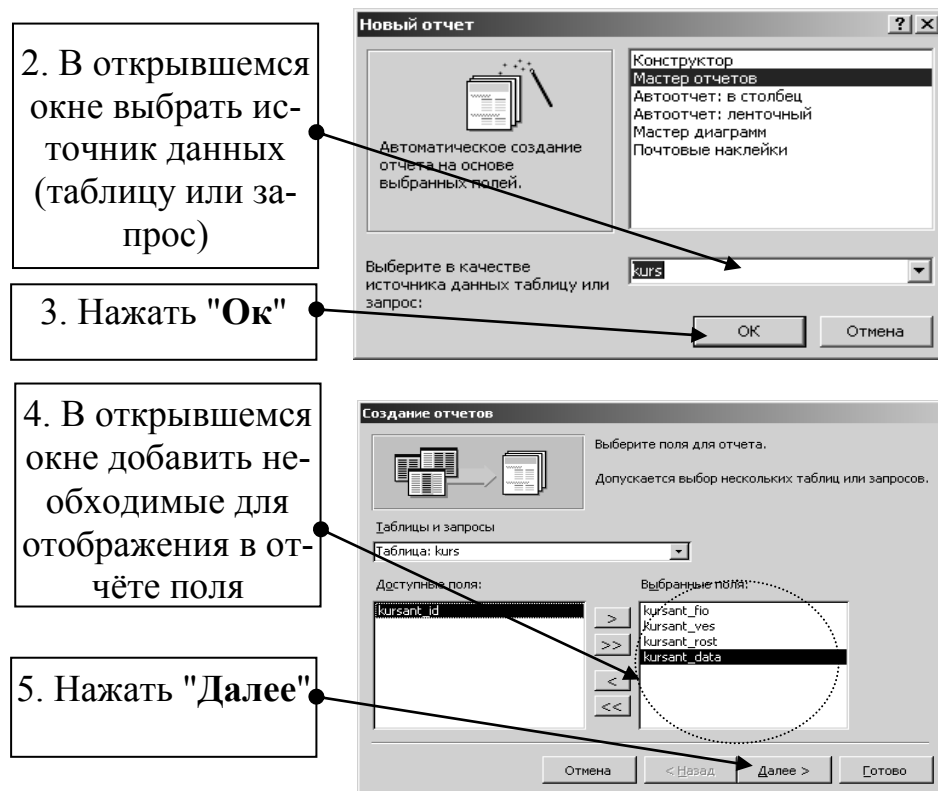 2. В открывшемся
окне выбрать ис-
точник данных
(таблицу или за-
прос)
3. Нажать "Ок"
Новый отчет
Автоматическое создание
отчета на основе
выбранных полей.
Конструктор
Мастер отчетов
Автоотчет: в столбец
Автоотчет: ленточный
Мастер диаграмм
Почтовые наклейки
Выберите в качестве
источника данных таблицу или
запрос:
kurs
ОК
Отмена
4. В открывшемся
окне добавить не-
обходимые для
отображения в от-
чёте поля
5. Нажать "Далее"
Создание отчетов
Выберите поля для отчета.
Допускается выбор нескольких таблиц или запросов.
Таблицы и запросы
Таблица: kurs
Доступные поля:
Выбранные поля:
kursant_id
>
>>
<
<<
kursant_fio
kursant_ves
kursant_rost
kursant_data
Отмена
< Назад
Далее >
Готово